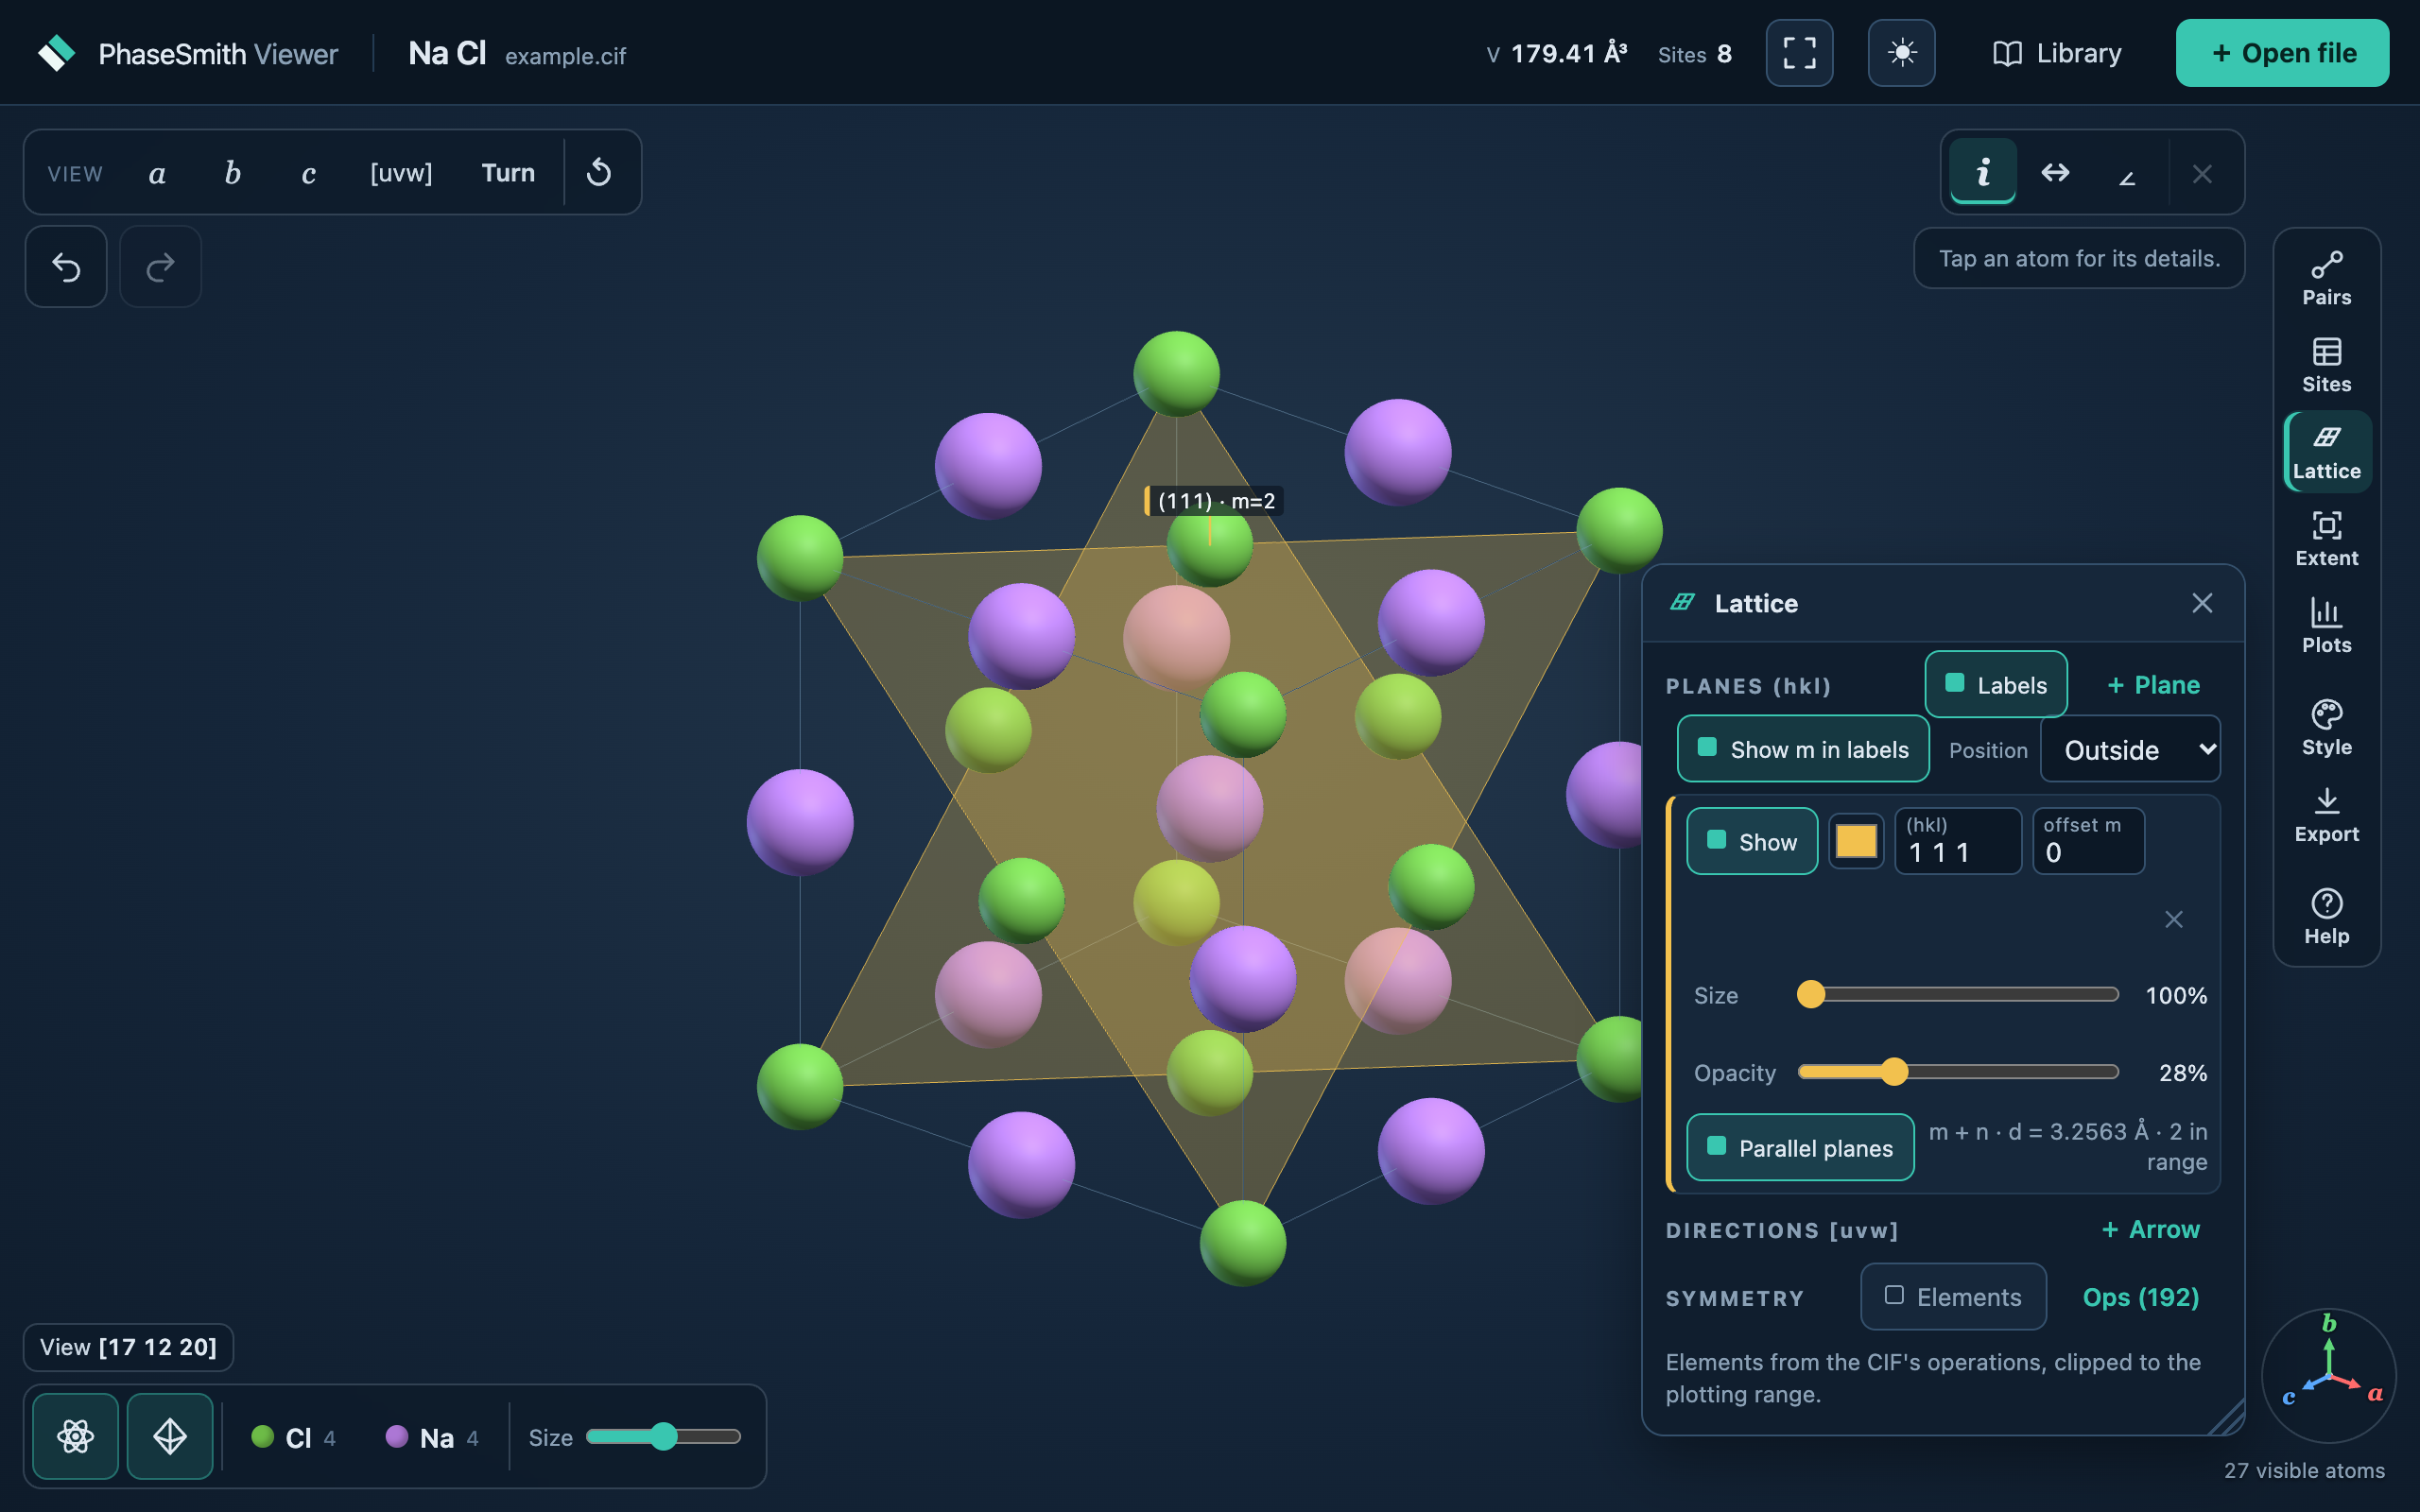 PhaseSmith Viewer
Na Cl example.cif
V 179.41 Å³ Sites 8
Library
+ Open file
VIEW a b c [uvw] Turn
i
Tap an atom for its details.
Pairs
Sites
Lattice
Extent
Plots
Style
Export
Help
(111) · m=2
Lattice
PLANES (hkl) Labels + Plane
Show m in labels Position Outside
Show (hkl) 1 1 1 offset m 0
Size 100%
Opacity 28%
Parallel planes m + n · d = 3.2563 Å · 2 in
range
DIRECTIONS [uvw] + Arrow
SYMMETRY Elements Ops (192)
Elements from the CIF's operations, clipped to the
plotting range.
View [17 12 20]
Cl 4 Na 4 Size
b
c a
27 visible atoms